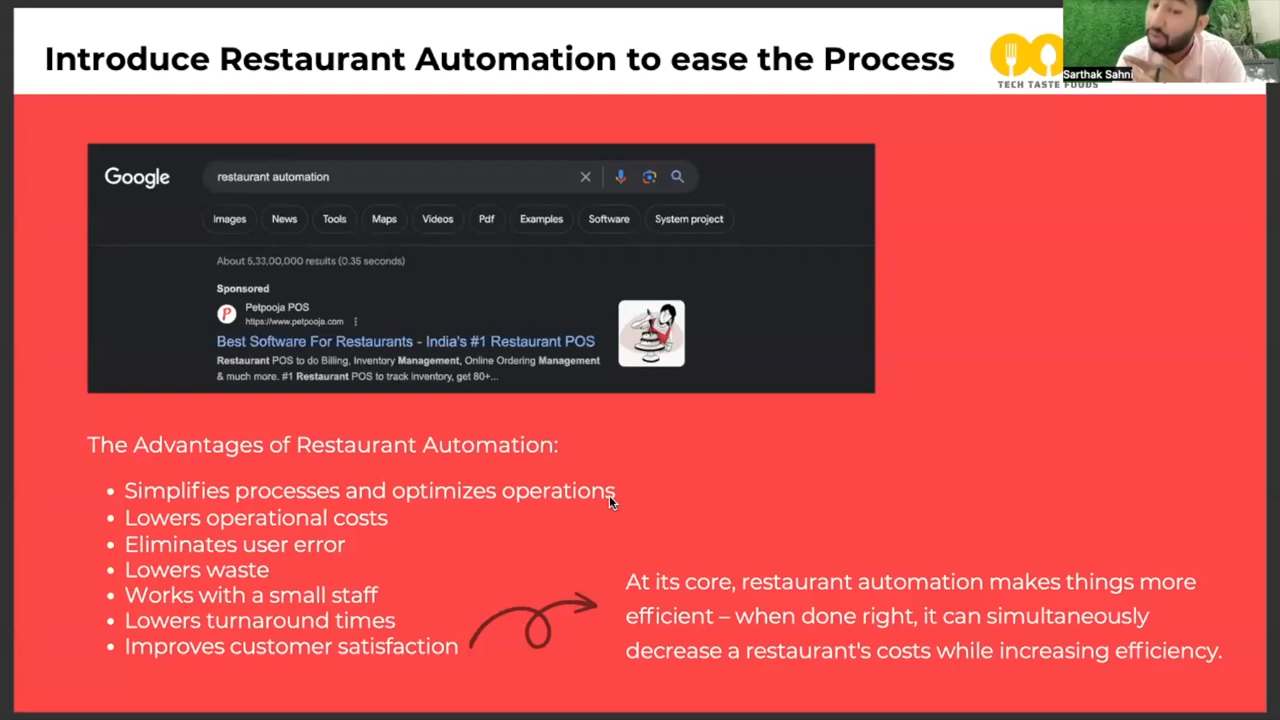 Introduce Restaurant Automation to ease the Process
TECH TASTE FOODS
Sarthak Sahni
Google
restaurant automation
Images News Tools Maps Videos Pdf Examples Software System project
About 5,33,00,000 results (0.35 seconds)
Sponsored
P
Petpooja POS
https://www.petpooja.com
Best Software For Restaurants - India's #1 Restaurant POS
Restaurant POS to do Billing, Inventory Management, Online Ordering Management
& much more. #1 Restaurant POS to track inventory, get 80+...
The Advantages of Restaurant Automation:
• Simplifies processes and optimizes operations
• Lowers operational costs
• Eliminates user error
• Lowers waste
• Works with a small staff
• Lowers turnaround times
• Improves customer satisfaction
At its core, restaurant automation makes things more
efficient – when done right, it can simultaneously
decrease a restaurant's costs while increasing efficiency.